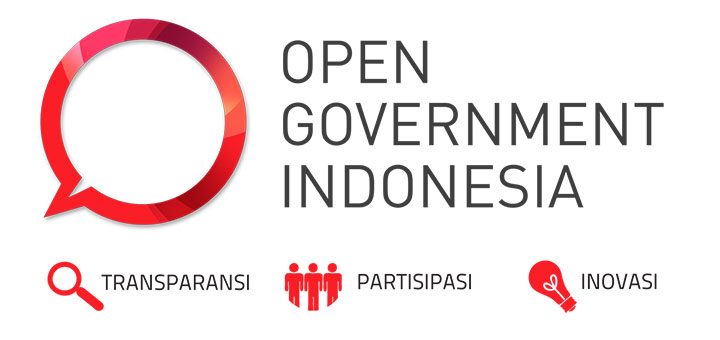 OPEN
GOVERNMENT
INDONESIA
TRANSPARANSI PARTISIPASI INOVASI